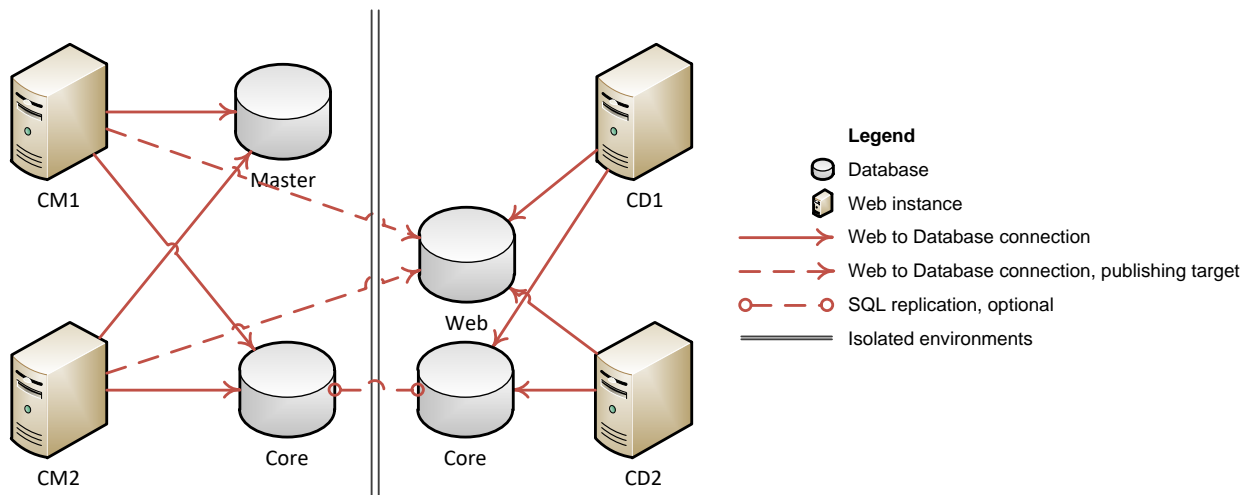 CM1
Master
CM2
Core
Web
Core
CD1
CD2
Legend
Database
Web instance
Web to Database connection
Web to Database connection, publishing target
SQL replication, optional
Isolated environments